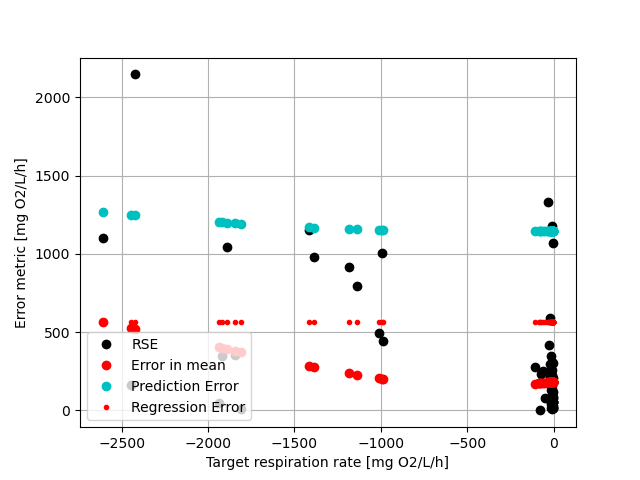 Error metric [mg O2/L/h]
2000
1500
1000
500
0
RSE
Error in mean
Prediction Error
Regression Error
−2500
−2000
−1500
−1000
−500
0
Target respiration rate [mg O2/L/h]